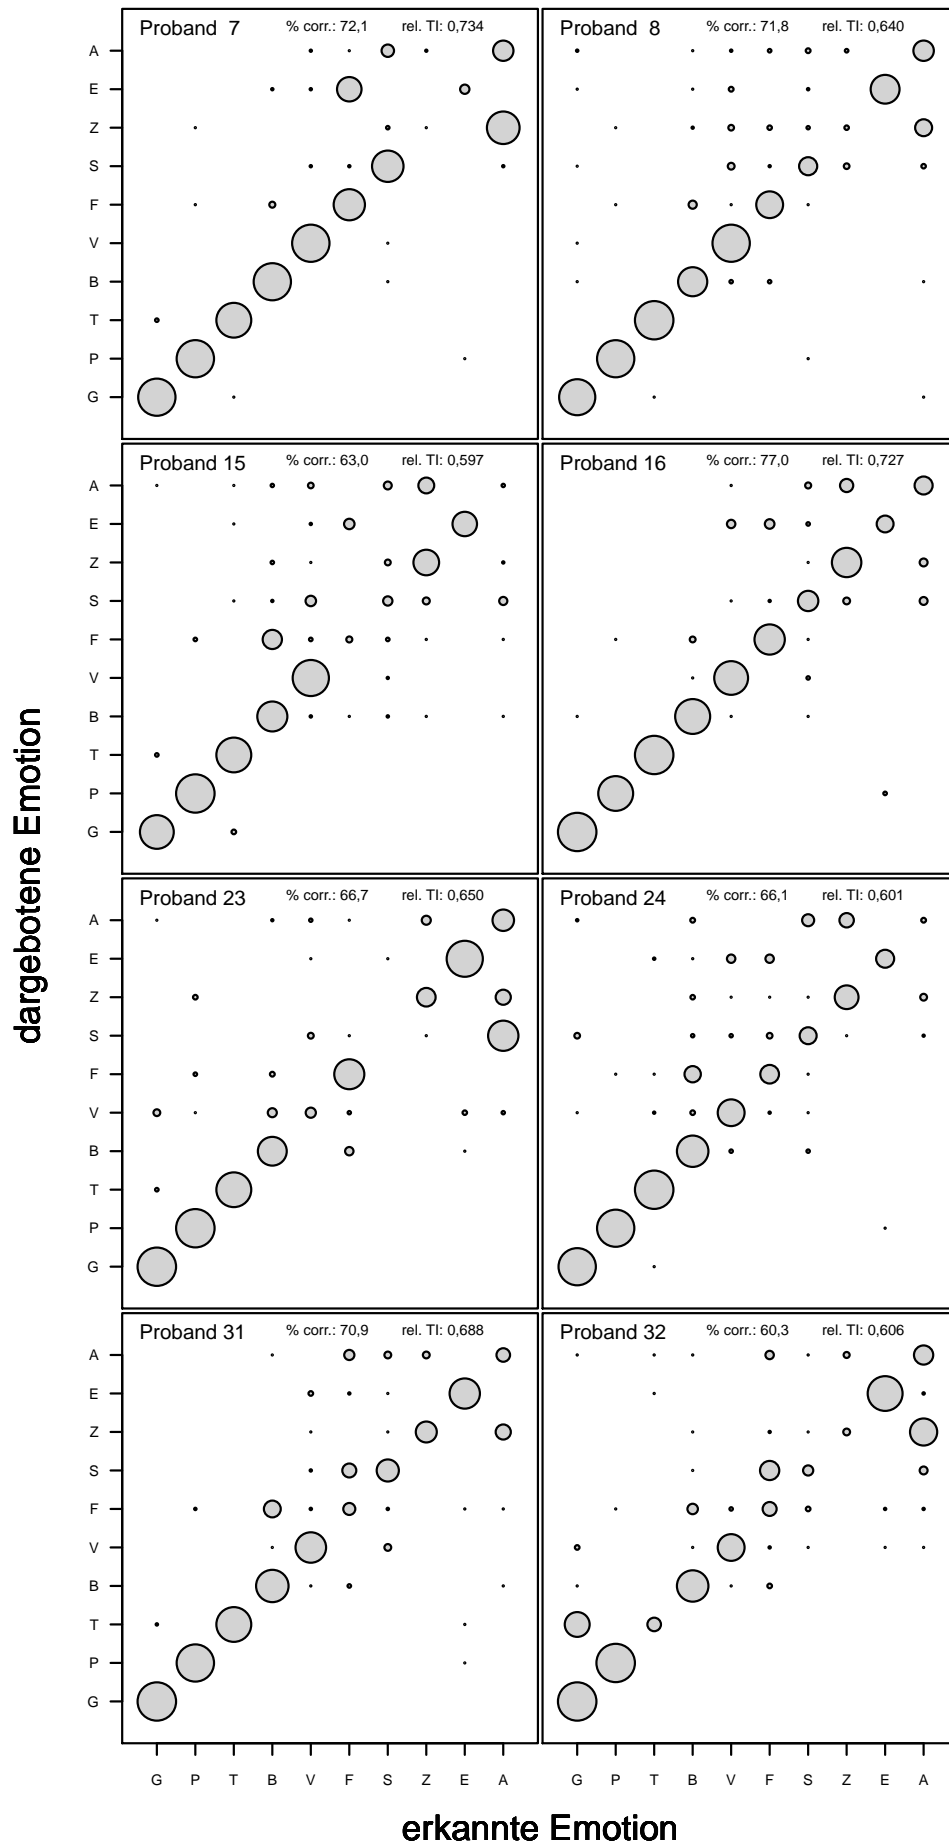 Proband 7 % corr.: 72,1 rel. TI: 0,734
Proband 8 % corr.: 71,8 rel. TI: 0,640
A
E
Z
S
F
V
B
T
P
G
Proband 15 % corr.: 63,0 rel. TI: 0,597
Proband 16 % corr.: 77,0 rel. TI: 0,727
A
E
Z
S
F
V
B
T
P
G
dargebotene Emotion
Proband 23 % corr.: 66,7 rel. TI: 0,650
Proband 24 % corr.: 66,1 rel. TI: 0,601
A
E
Z
S
F
V
B
T
P
G
Proband 31 % corr.: 70,9 rel. TI: 0,688
Proband 32 % corr.: 60,3 rel. TI: 0,606
A
E
Z
S
F
V
B
T
P
G
G P T B V F S Z E A G P T B V F S Z E A
erkannte Emotion